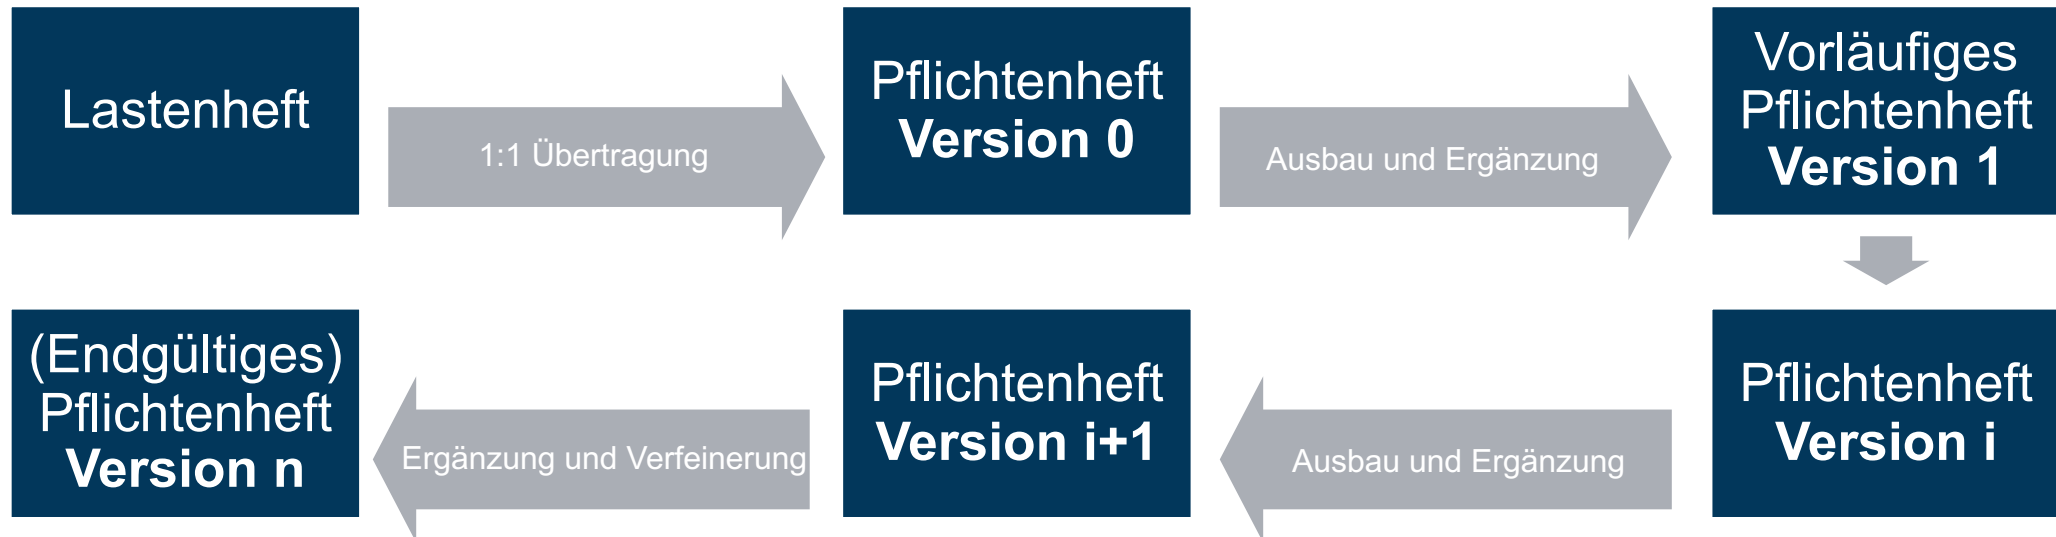 Lastenheft
1:1 Übertragung
Pflichtenheft
Version 0
Ausbau und Ergänzung
Vorläufiges
Pflichtenheft
Version 1
Pflichtenheft
Version i
Ausbau und Ergänzung
Pflichtenheft
Version i+1
Ergänzung und Verfeinerung
(Endgültiges)
Pflichtenheft
Version n